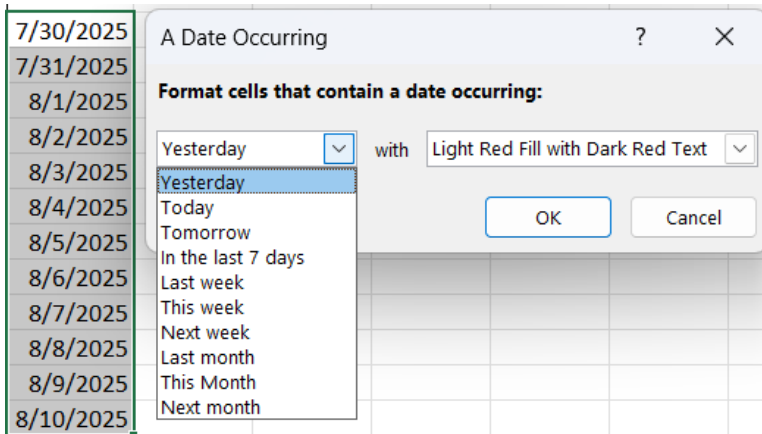 7/30/2025
7/31/2025
8/1/2025
8/2/2025
8/3/2025
8/4/2025
8/5/2025
8/6/2025
8/7/2025
8/8/2025
8/9/2025
8/10/2025
A Date Occurring ?
Format cells that contain a date occurring:
Yesterday with Light Red Fill with Dark Red Text
Yesterday
Today
Tomorrow
In the last 7 days
Last week
This week
Next week
Last month
This Month
Next month
OK Cancel